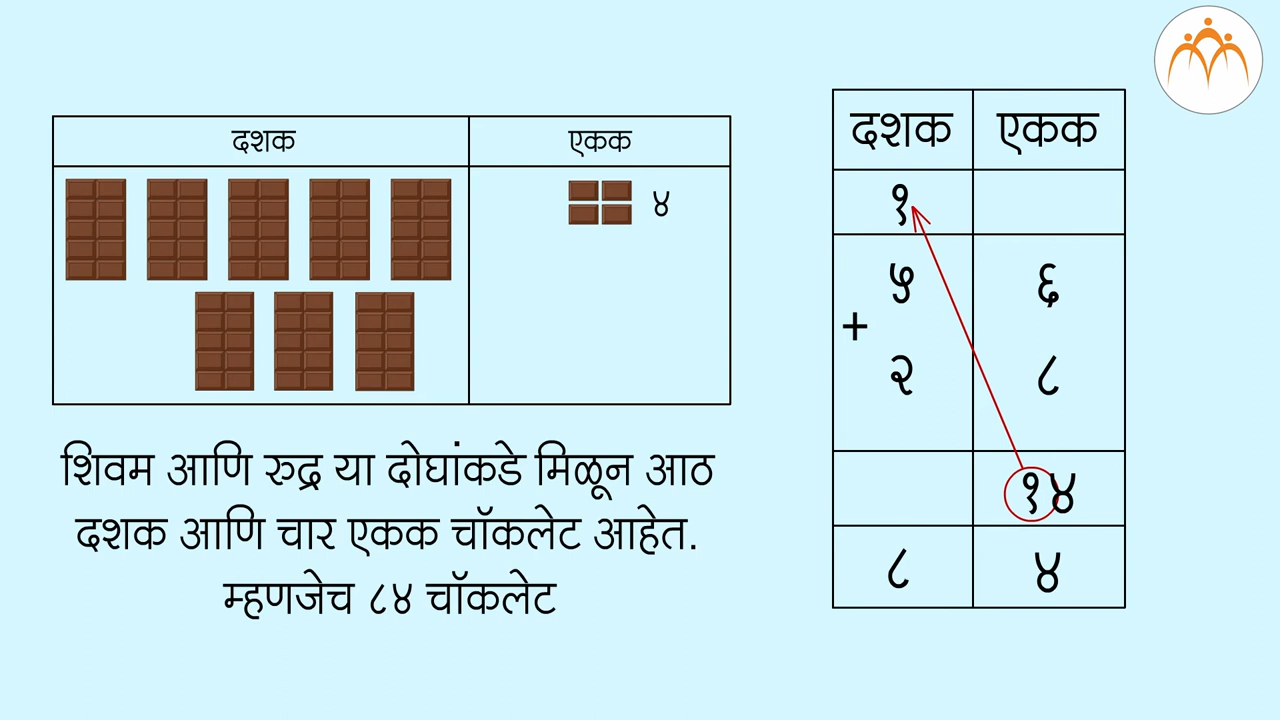 दशक एकक
४
शिवम आणि रुद्र या दोघांकडे मिळून आठ
दशक आणि चार एकक चॉकलेट आहेत.
म्हणजेच ८४ चॉकलेट
दशक एकक
१
५ ६
+
२ ८
१४
८ ४